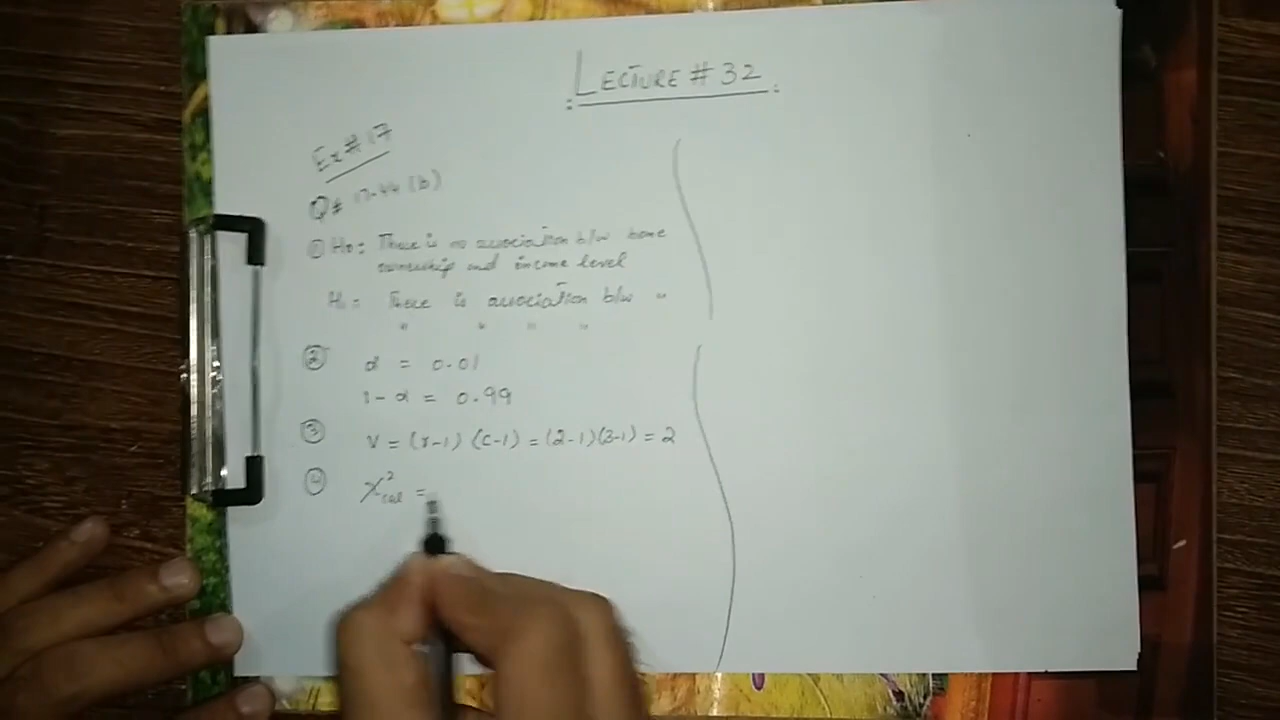 LECTURE # 32
Ex # 17
Q# 17.44 (b)
① H₀: There is no association b/w home
ownership and income level
H₁ = There is association b/w "
" " " "
② α = 0.01
1 - α = 0.99
③ V = (r-1) (c-1) = (2-1)(3-1) = 2
④ χ²cal =